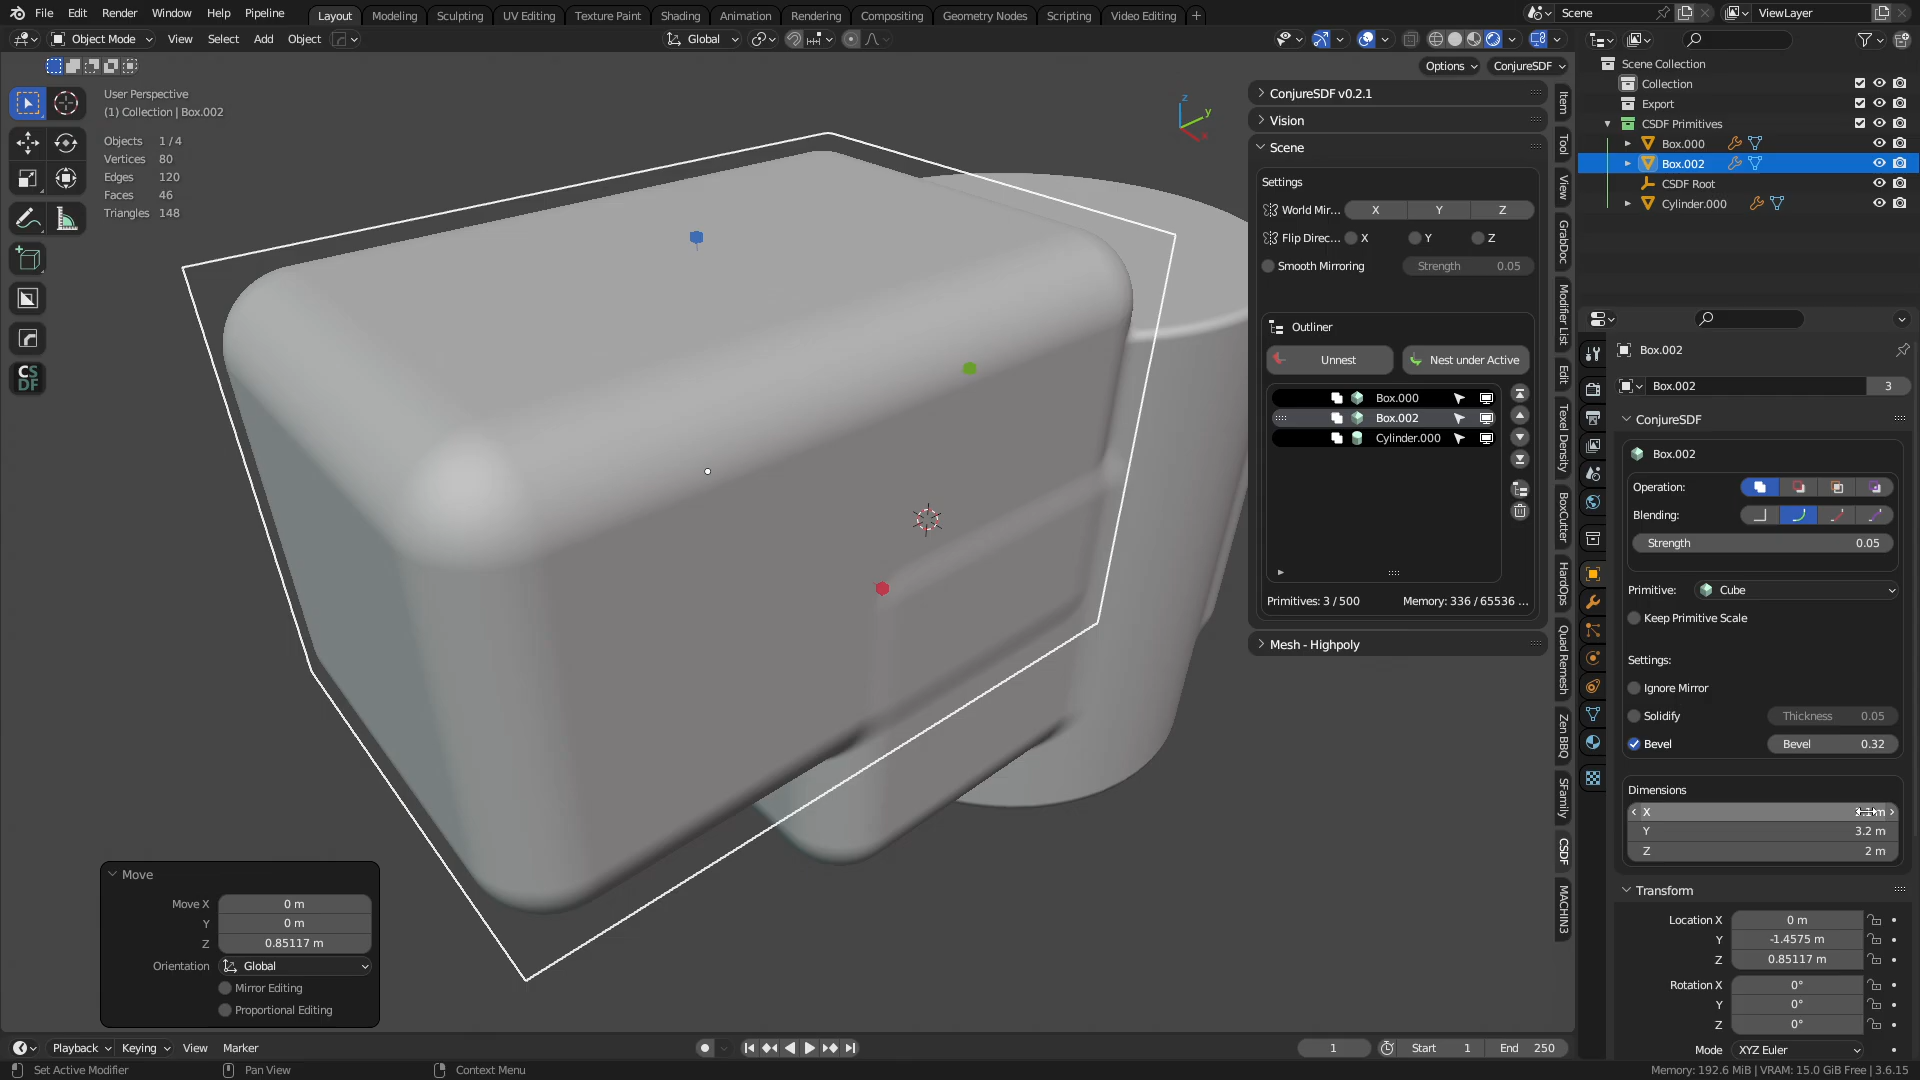 File Edit Render Window Help Pipeline Layout Modeling Sculpting UV Editing Texture Paint Shading Animation Rendering Compositing Geometry Nodes Scripting Video Editing + Scene ViewLayer
Object Mode View Select Add Object Global
Options ConjureSDF
User Perspective
(1) Collection | Box.002
Objects 1 / 4
Vertices 80
Edges 120
Faces 46
Triangles 148
CS
DF
z
y
x
Move
Move X 0 m
Y 0 m
Z 0.85117 m
Orientation Global
Mirror Editing
Proportional Editing
ConjureSDF v0.2.1
Vision
Scene
Settings
World Mir... X Y Z
Flip Direc... X Y Z
Smooth Mirroring Strength 0.05
Outliner
Unnest Nest under Active
Box.000
Box.002
Cylinder.000
Primitives: 3 / 500 Memory: 336 / 65536 ...
Mesh - Highpoly
Item
Tool
View
GrabDoc
Modifier List
Edit
Texel Density
BoxCutter
HardOps
Quad Remesh
Zen BBQ
SFamily
CSDF
MACHIN3
Scene Collection
Collection
Export
CSDF Primitives
Box.000
Box.002
CSDF Root
Cylinder.000
Box.002
Box.002 3
ConjureSDF
Box.002
Operation:
Blending:
Strength 0.05
Primitive: Cube
Keep Primitive Scale
Settings:
Ignore Mirror
Solidify Thickness 0.05
Bevel Bevel 0.32
Dimensions
X
Y 3.2 m
Z 2 m
Transform
Location X 0 m
Y -1.4575 m
Z 0.85117 m
Rotation X 0°
Y 0°
Z 0°
Mode XYZ Euler
Playback Keying View Marker 1 Start 1 End 250
Set Active Modifier Pan View Context Menu Memory: 192.6 MiB | VRAM: 15.0 GiB Free | 3.6.15